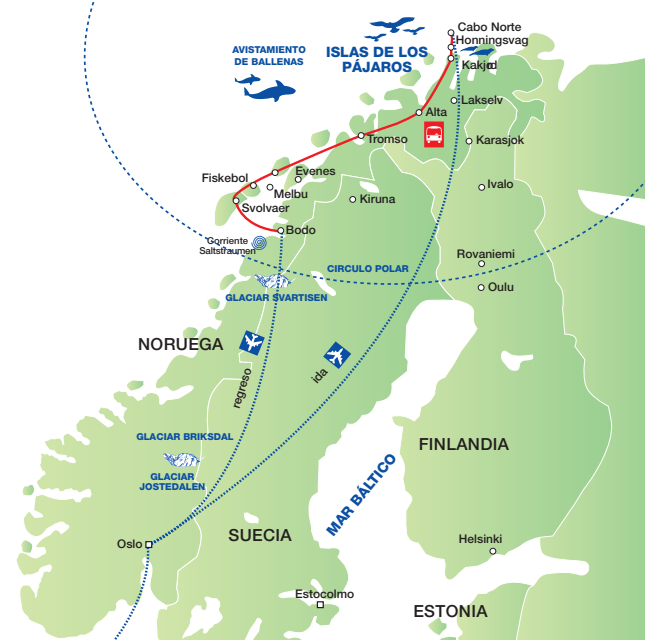 Cabo Norte
Honningsvag
ISLAS DE LOS
PÁJAROS
AVISTAMIENTO
DE BALLENAS
Kakjød
Lakselv
Alta
Tromso
Karasjok
Evenes
Fiskebol
Melbu
Ivalo
Kiruna
Svolvaer
Bodo
Corriente
Saltstraumen
Rovaniemi
CIRCULO POLAR
Oulu
GLACIAR SVARTISEN
NORUEGA
regreso
ida
GLACIAR BRIKSDAL
FINLANDIA
GLACIAR
JOSTEDALEN
MAR BÁLTICO
SUECIA
Oslo
Helsinki
Estocolmo
ESTONIA